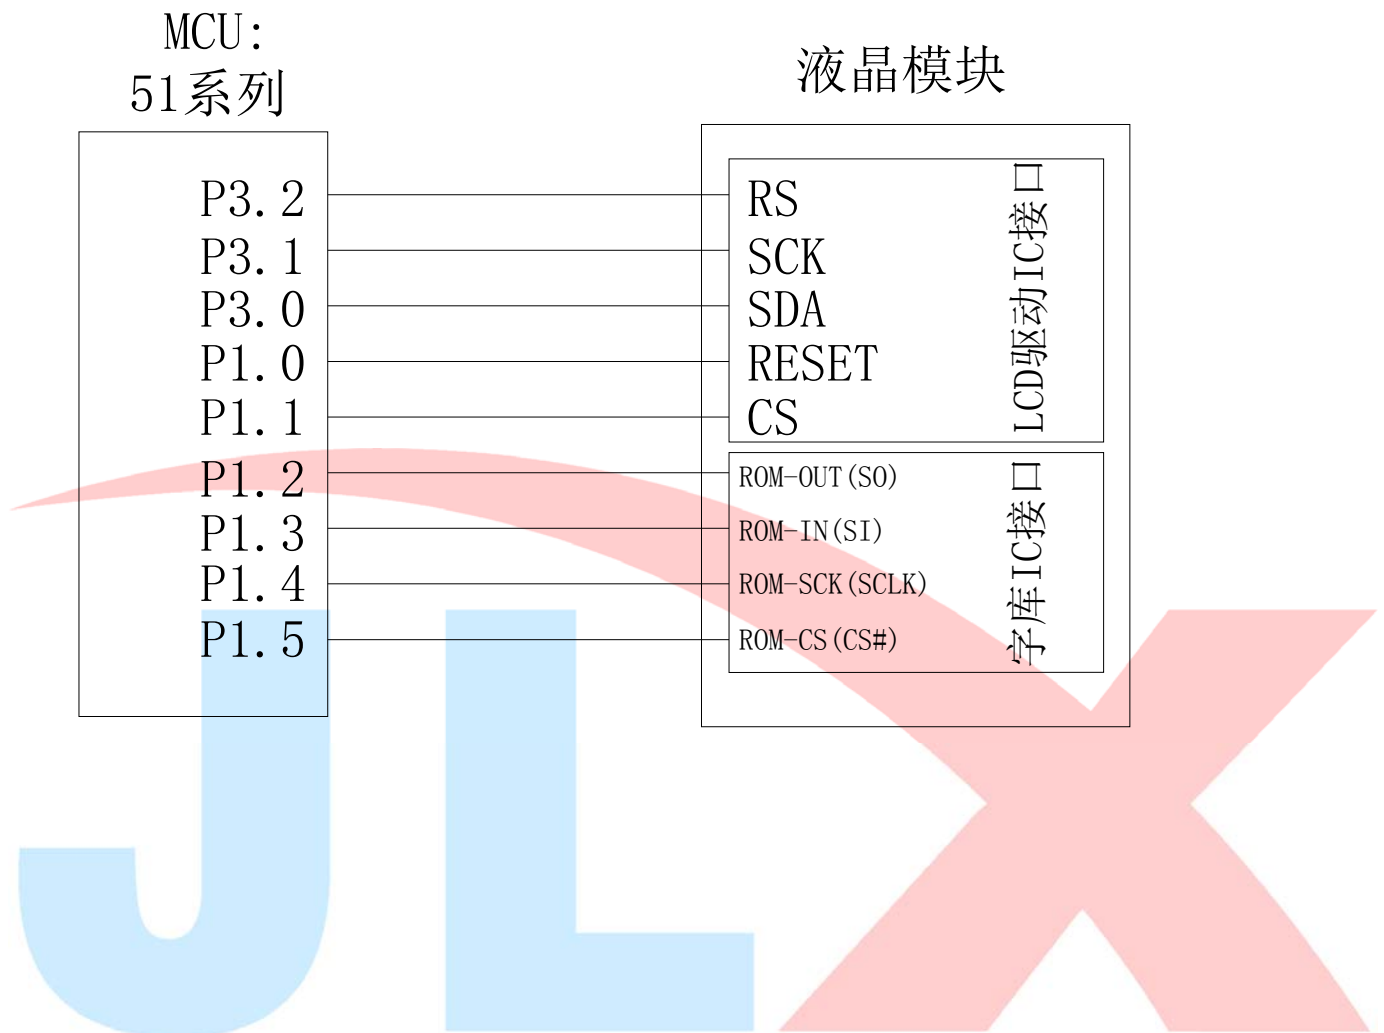 MCU:
51系列
液晶模块
P3.2
P3.1
P3.0
P1.0
P1.1
P1.2
P1.3
P1.4
P1.5
RS
SCK
SDA
RESET
CS
LCD驱动IC接口
ROM-OUT(SO)
ROM-IN(SI)
ROM-SCK(SCLK)
ROM-CS(CS#)
字库IC接口
JLX